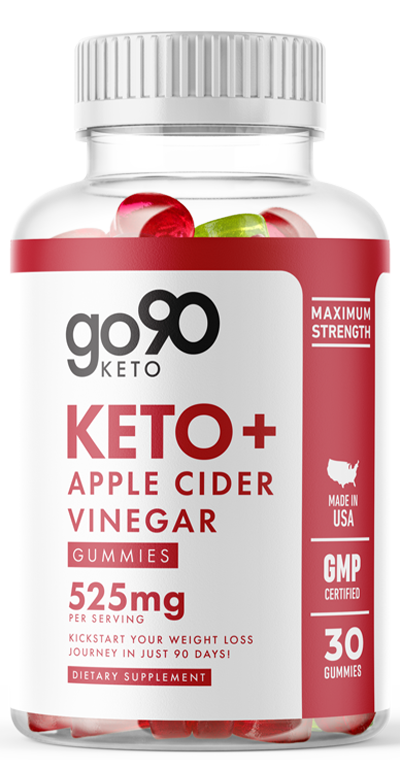 go90
KETO
KETO+
APPLE CIDER
VINEGAR
GUMMIES
525mg
PER SERVING
KICKSTART YOUR WEIGHT LOSS
JOURNEY IN JUST 90 DAYS!
DIETARY SUPPLEMENT
MAXIMUM
STRENGTH
MADE IN
USA
GMP
CERTIFIED
30
GUMMIES